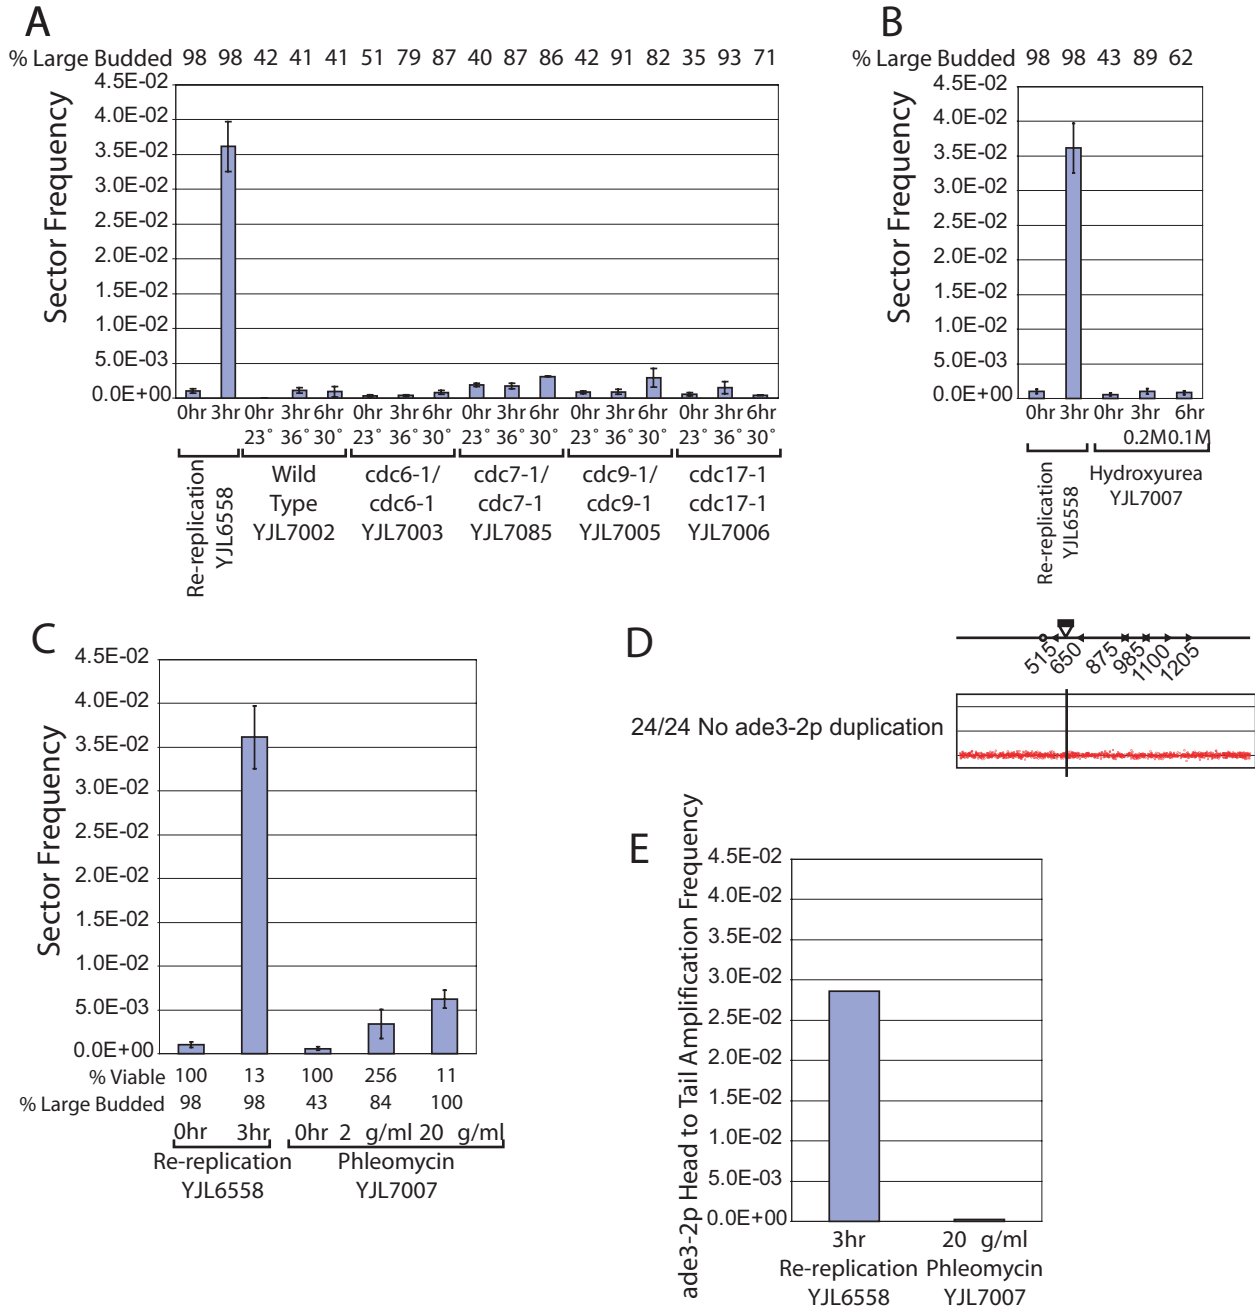 A
% Large Budded 98 98 42 41 41 51 79 87 40 87 86 42 91 82 35 93 71
Sector Frequency
4.5E-02
4.0E-02
3.5E-02
3.0E-02
2.5E-02
2.0E-02
1.5E-02
1.0E-02
5.0E-03
0.0E+00
0hr 3hr 0hr 3hr 6hr 0hr 3hr 6hr 0hr 3hr 6hr 0hr 3hr 6hr 0hr 3hr 6hr
23° 36° 30° 23° 36° 30° 23° 36° 30° 23° 36° 30° 23° 36° 30°
Re-replication
YJL6558
Wild
Type
YJL7002
cdc6-1/
cdc6-1
YJL7003
cdc7-1/
cdc7-1
YJL7085
cdc9-1/
cdc9-1
YJL7005
cdc17-1
cdc17-1
YJL7006
B
% Large Budded 98 98 43 89 62
Sector Frequency
4.5E-02
4.0E-02
3.5E-02
3.0E-02
2.5E-02
2.0E-02
1.5E-02
1.0E-02
5.0E-03
0.0E+00
0hr 3hr 0hr 3hr 6hr
0.2M 0.1M
Re-replication
YJL6558
Hydroxyurea
YJL7007
C
Sector Frequency
4.5E-02
4.0E-02
3.5E-02
3.0E-02
2.5E-02
2.0E-02
1.5E-02
1.0E-02
5.0E-03
0.0E+00
% Viable 100 13 100 256 11
% Large Budded 98 98 43 84 100
0hr 3hr 0hr 2 g/ml 20 g/ml
Re-replication
YJL6558
Phleomycin
YJL7007
D
515 650 875 985 1100 1205
24/24 No ade3-2p duplication
E
ade3-2p Head to Tail Amplification Frequency
4.5E-02
4.0E-02
3.5E-02
3.0E-02
2.5E-02
2.0E-02
1.5E-02
1.0E-02
5.0E-03
0.0E+00
3hr
Re-replication
YJL6558
20 g/ml
Phleomycin
YJL7007